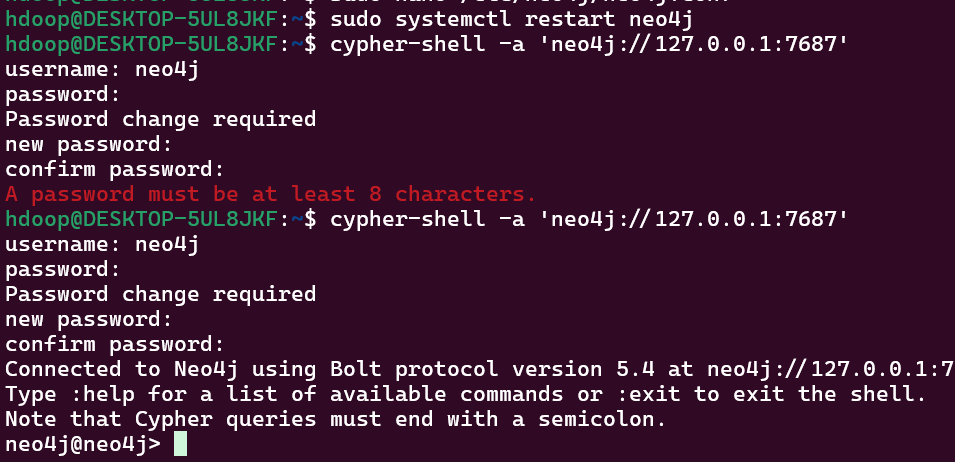 hdoop@DESKTOP-5UL8JKF:~$ sudo systemctl restart neo4j
hdoop@DESKTOP-5UL8JKF:~$ cypher-shell -a 'neo4j://127.0.0.1:7687'
username: neo4j
password:
Password change required
new password:
confirm password:
A password must be at least 8 characters.
hdoop@DESKTOP-5UL8JKF:~$ cypher-shell -a 'neo4j://127.0.0.1:7687'
username: neo4j
password:
Password change required
new password:
confirm password:
Connected to Neo4j using Bolt protocol version 5.4 at neo4j://127.0.0.1:7
Type :help for a list of available commands or :exit to exit the shell.
Note that Cypher queries must end with a semicolon.
neo4j@neo4j>